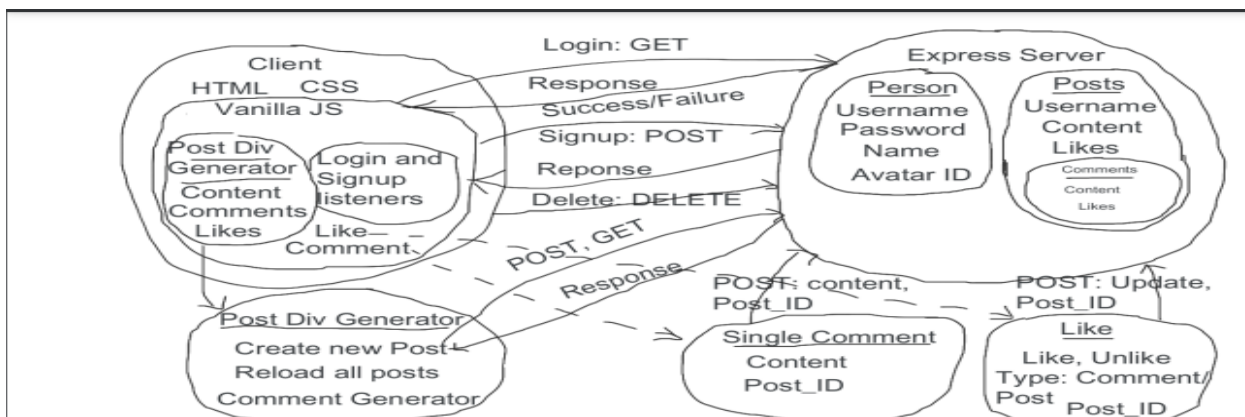 Client
HTML CSS
Vanilla JS
Post Div
Generator
Content
Comments
Likes
Login and
Signup
listeners
Like
Comment
Login: GET
Response
Success/Failure
Signup: POST
Reponse
Delete: DELETE
POST, GET
Response
Express Server
Person
Username
Password
Name
Avatar ID
Posts
Username
Content
Likes
Comments
Content
Likes
Post Div Generator
Create new Post
Reload all posts
Comment Generator
POST: content,
Post_ID
Single Comment
Content
Post_ID
POST: Update,
Post_ID
Like
Like, Unlike
Type: Comment/
Post
Post_ID